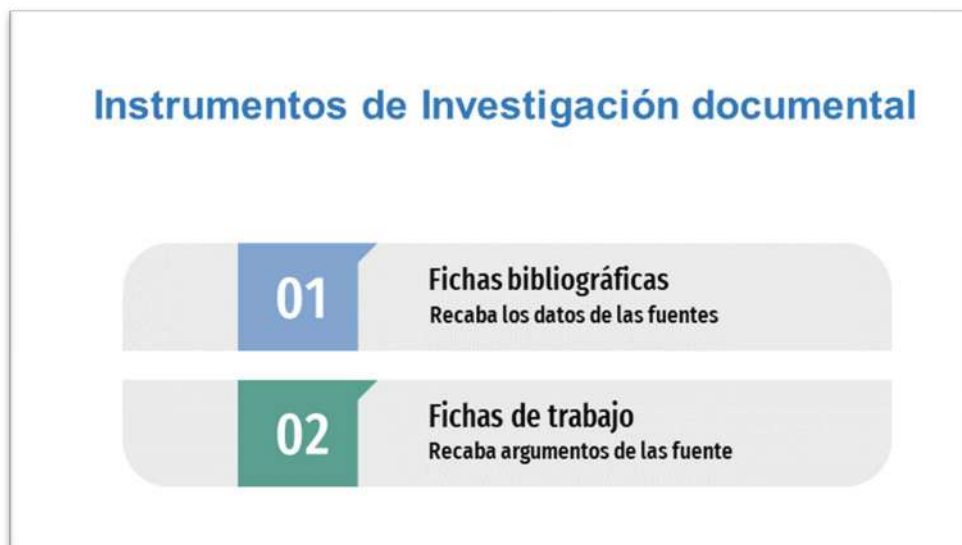 Instrumentos de Investigación documental
01
Fichas bibliográficas
Recaba los datos de las fuentes
02
Fichas de trabajo
Recaba argumentos de las fuente